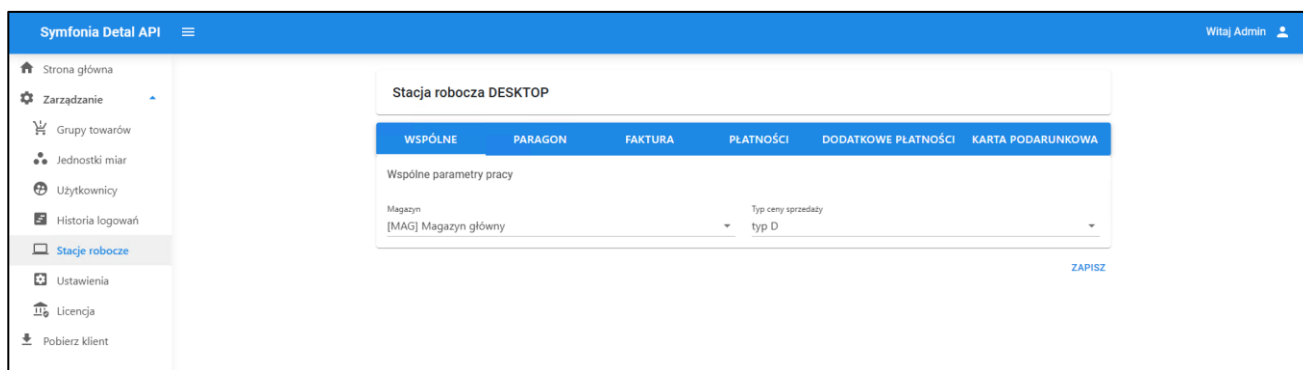 Symfonia Detal API
Witaj Admin
Strona główna
Zarządzanie
Grupy towarów
Jednostki miar
Użytkownicy
Historia logowań
Stacje robocze
Ustawienia
Licencja
Pobierz klient
Stacja robocza DESKTOP
WSPÓLNE PARAGON FAKTURA PŁATNOŚCI DODATKOWE PŁATNOŚCI KARTA PODARUNKOWA
Wspólne parametry pracy
Magazyn Typ ceny sprzedaży
[MAG] Magazyn główny typ D
ZAPISZ